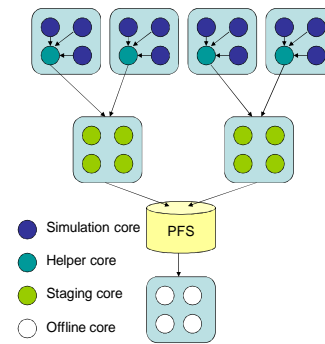 PFS
Simulation core
Helper core
Staging core
Offline core